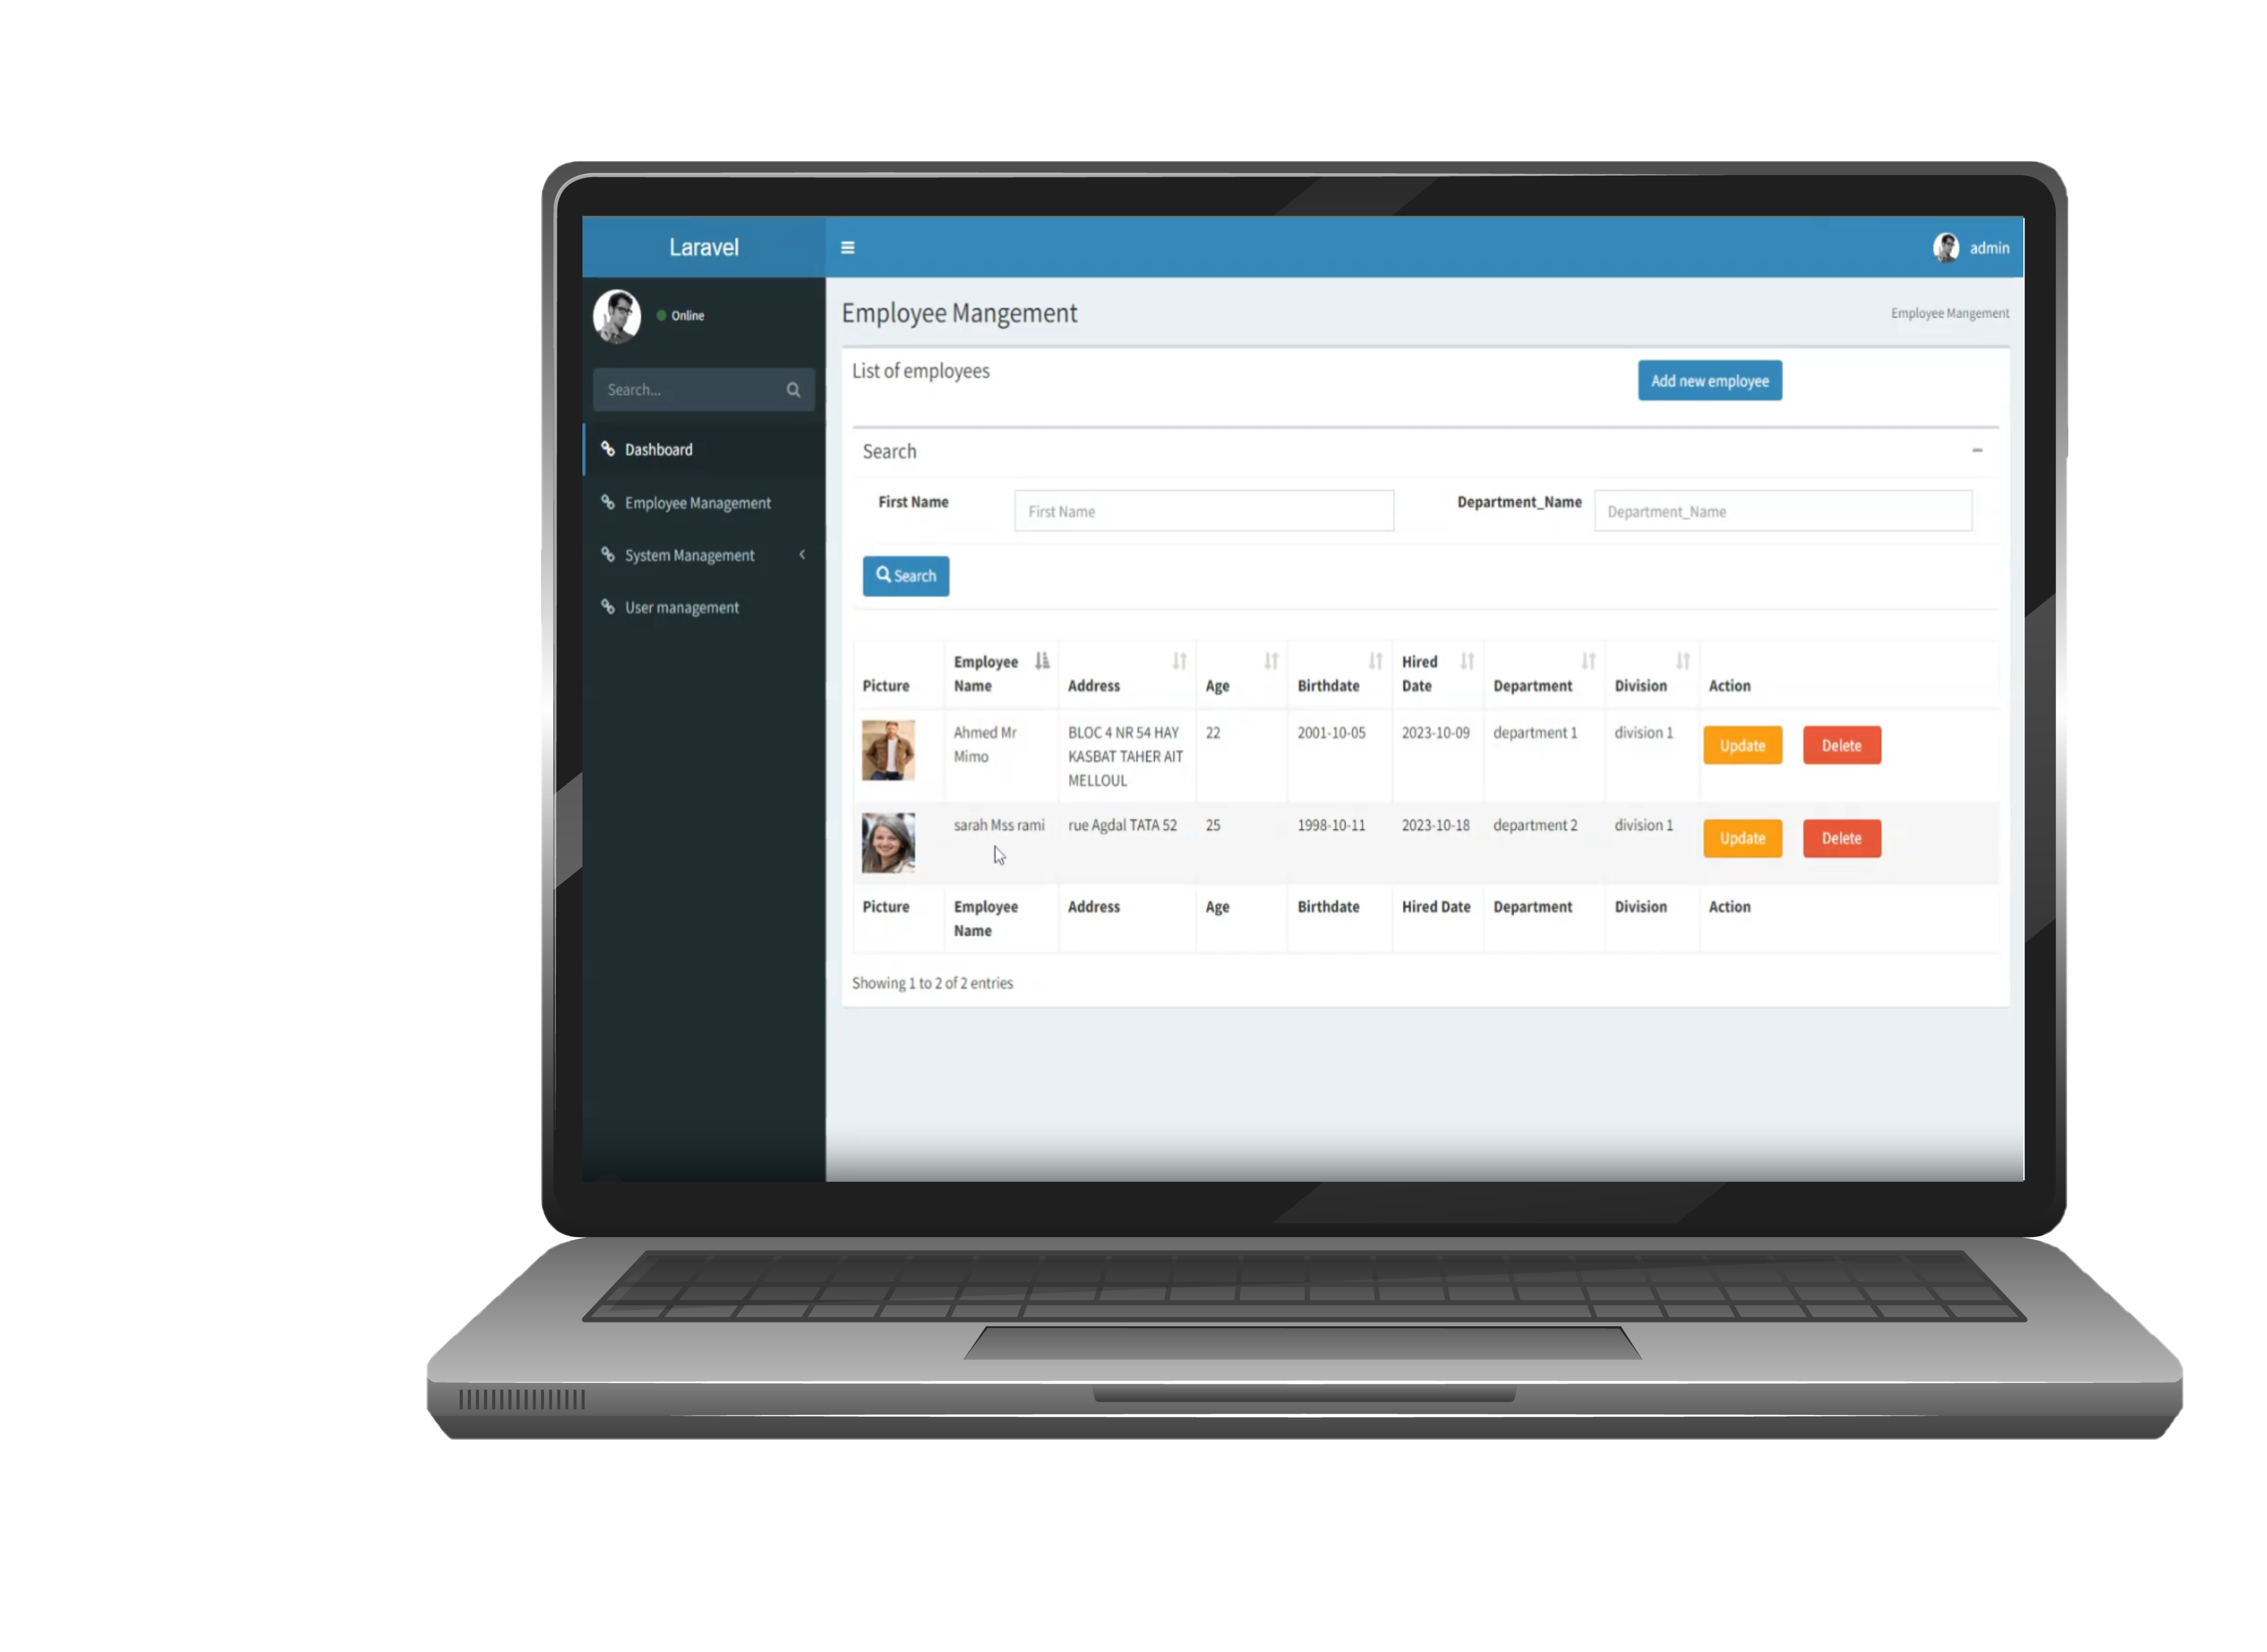 Laravel
admin
Online
Employee Mangement
Employee Mangement
Search...
List of employees
Add new employee
Dashboard
Search
Employee Management
First Name
First Name
Department_Name
Department_Name
System Management
Search
User management
Picture
Employee
Name
Address
Age
Birthdate
Hired
Date
Department
Division
Action
Ahmed Mr
Mimo
BLOC 4 NR 54 HAY
KASBAT TAHER AIT
MELLOUL
22
2001-10-05
2023-10-09
department 1
division 1
Update
Delete
sarah Mss rami
rue Agdal TATA 52
25
1998-10-11
2023-10-18
department 2
division 1
Update
Delete
Picture
Employee
Name
Address
Age
Birthdate
Hired Date
Department
Division
Action
Showing 1 to 2 of 2 entries